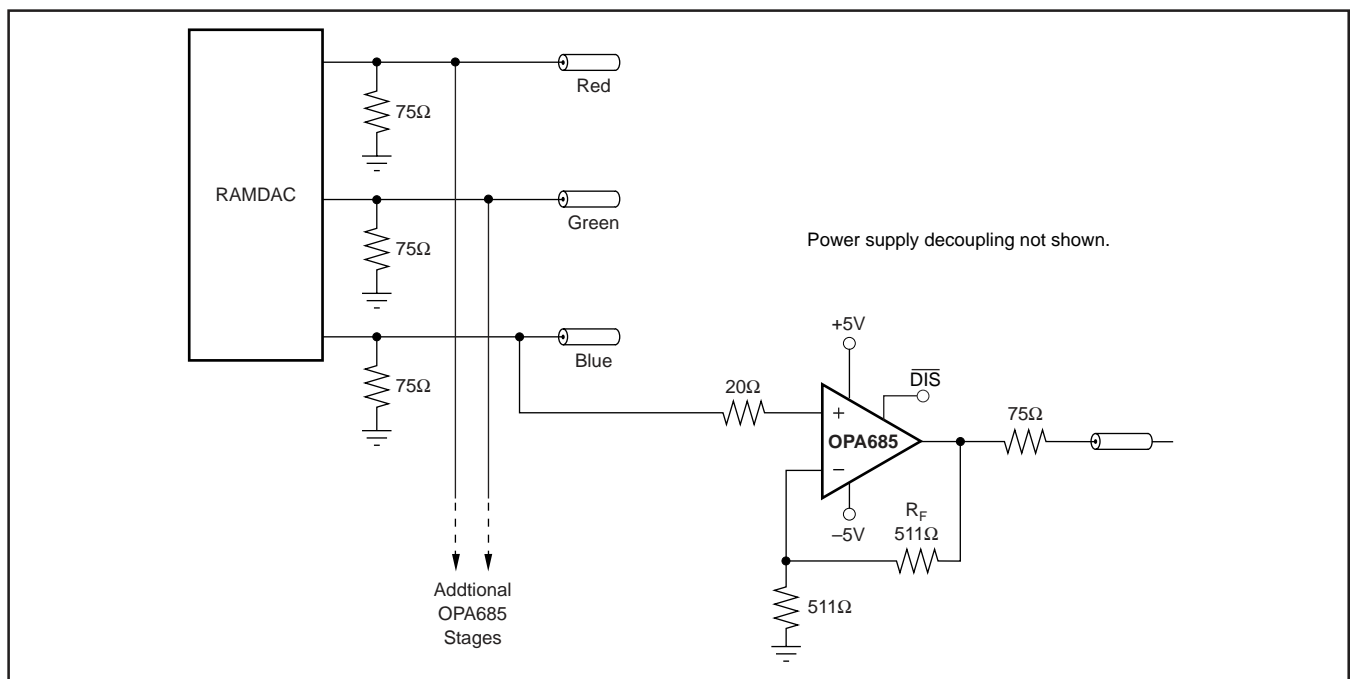 Red
75Ω
RAMDAC
Green
75Ω
Power supply decoupling not shown.
Blue
75Ω
+5V
DIS
20Ω
75Ω
+
OPA685
–
–5V
RF
511Ω
511Ω
Addtional
OPA685
Stages